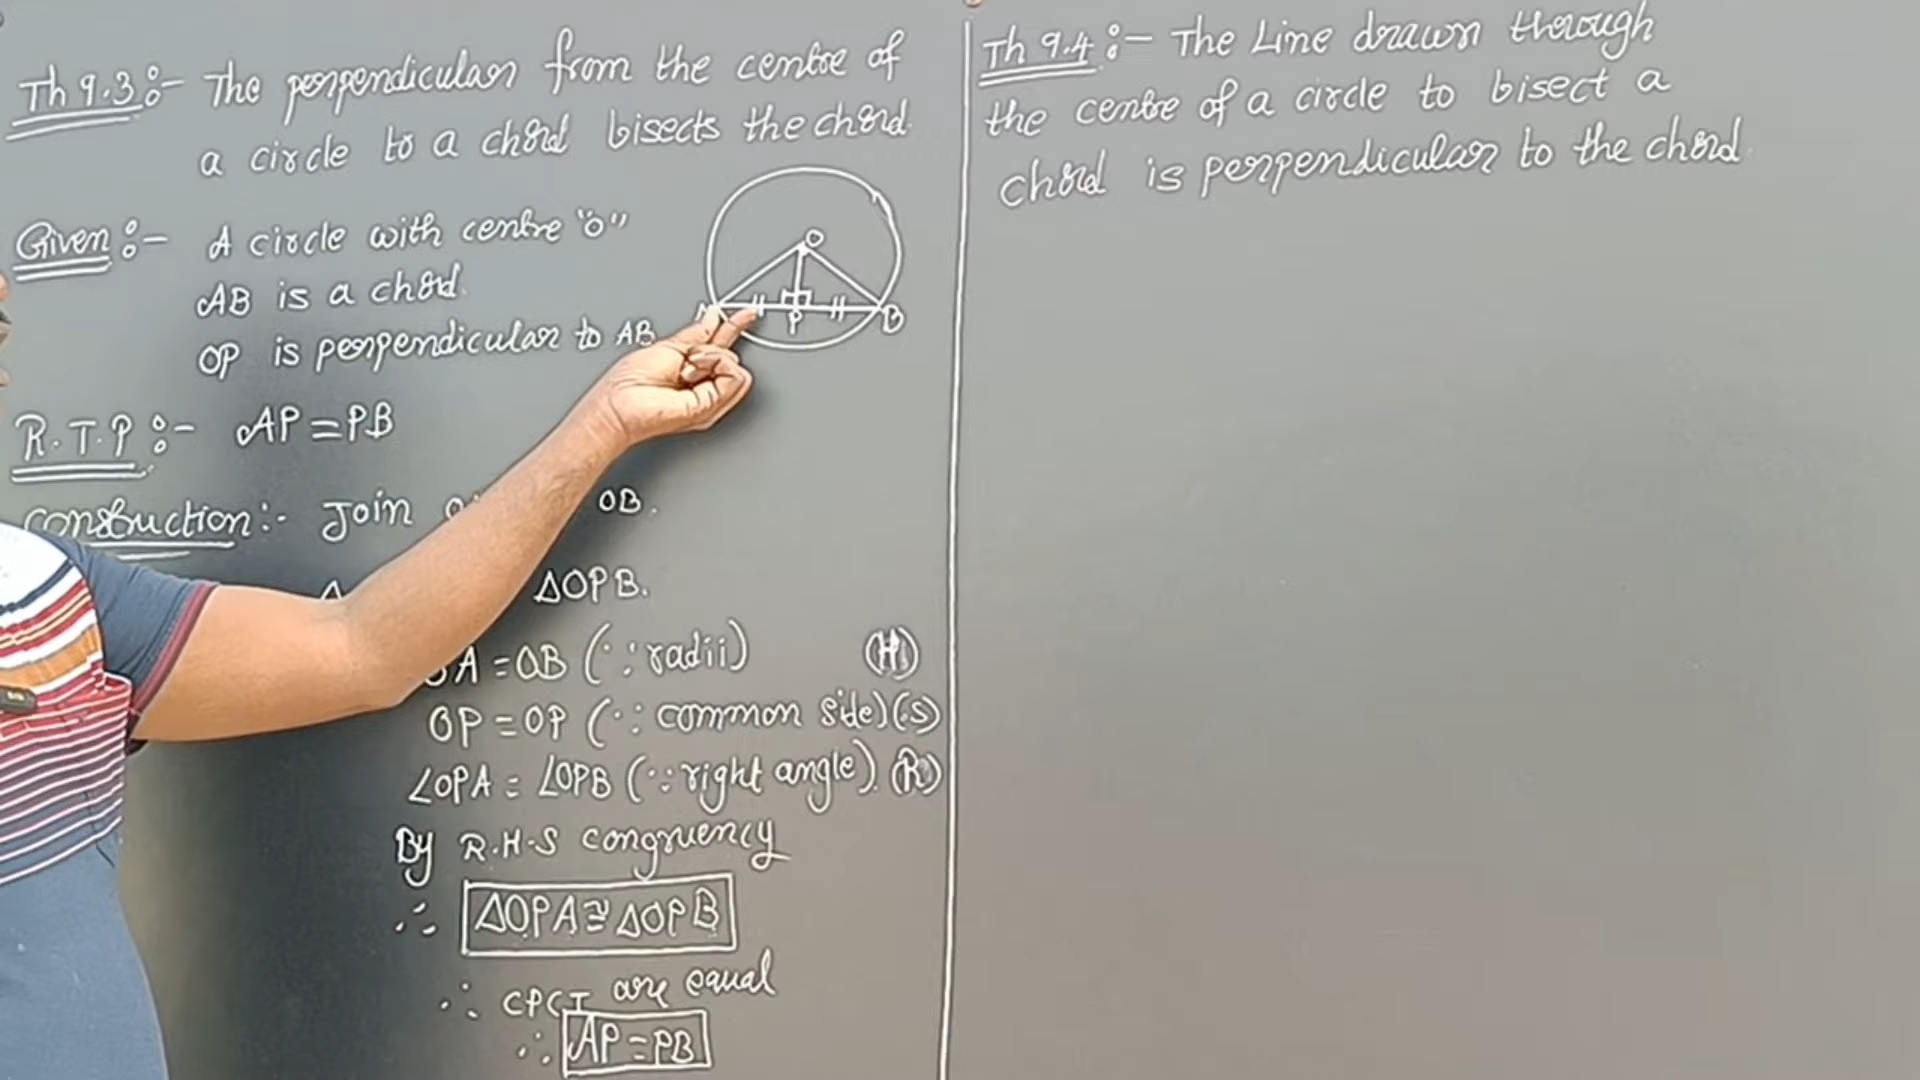 Th 9.3 :- The perpendicular from the centre of
a circle to a chord bisects the chord.
Given :- A circle with centre "O"
AB is a chord.
OP is perpendicular to AB
R.T.P :- AP = PB
Construction :- Join OB.
ΔOPB.
OA = OB (∵ radii) (H)
OP = OP (∵ common side) (S)
∠OPA = ∠OPB (∵ right angle). (R)
By R.H.S congruency
∴ ΔOPA ≅ ΔOPB
∴ CPCT are equal
∴ AP = PB
O
P
B
Th 9.4 :- The Line drawn through
the centre of a circle to bisect a
chord is perpendicular to the chord.